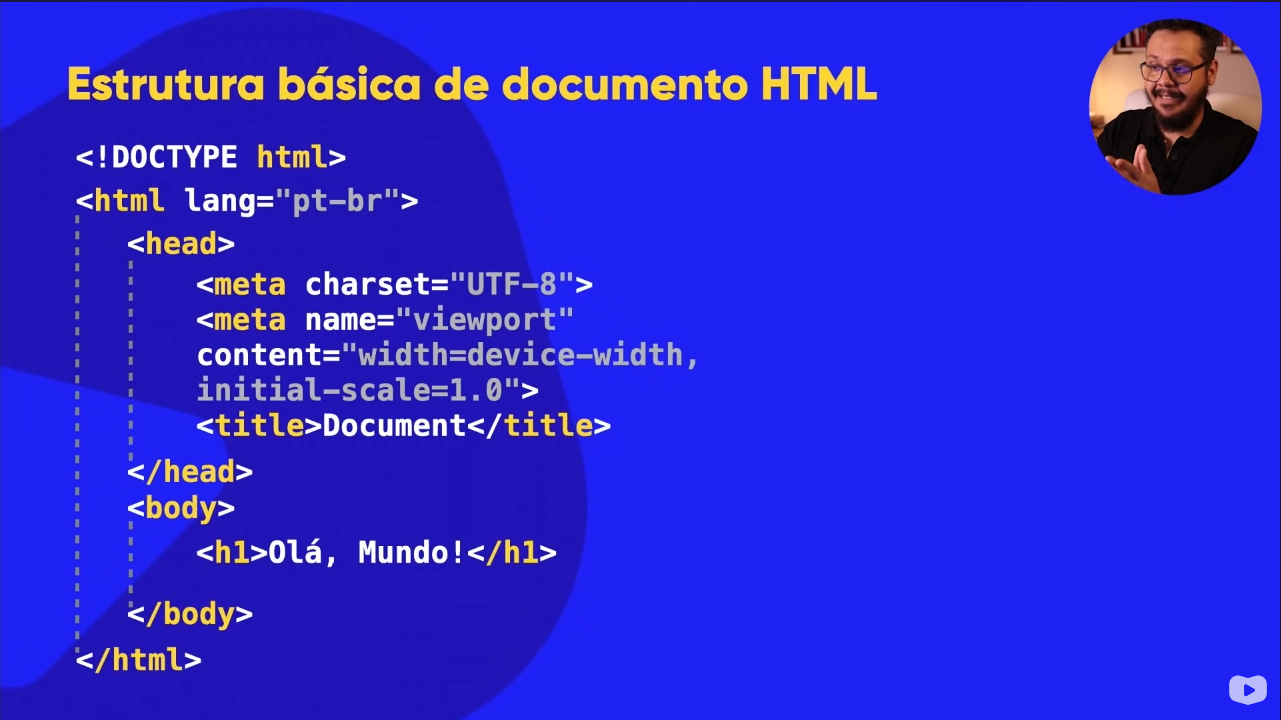 Estrutura básica de documento HTML
<!DOCTYPE html>
<html lang="pt-br">
<head>
<meta charset="UTF-8">
<meta name="viewport"
content="width=device-width,
initial-scale=1.0">
<title>Document</title>
</head>
<body>
<h1>Olá, Mundo!</h1>
</body>
</html>